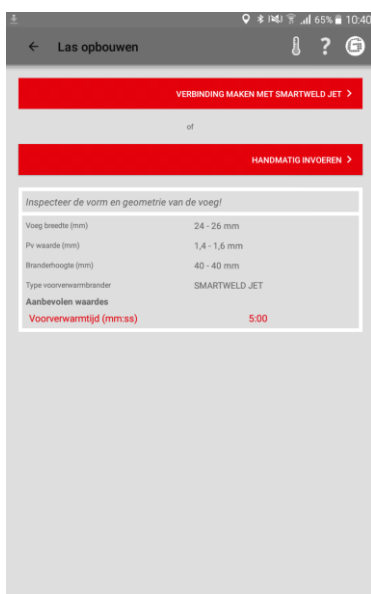 65% 10:40
Las opbouwen ?
VERBINDING MAKEN MET SMARTWELD JET >
of
HANDMATIG INVOEREN >
Inspecteer de vorm en geometrie van de voeg!
Voeg breedte (mm) 24 - 26 mm
Pv waarde (mm) 1,4 - 1,6 mm
Branderhoogte (mm) 40 - 40 mm
Type voorverwarmbrander SMARTWELD JET
Aanbevolen waardes
Voorverwarmtijd (mm:ss) 5:00